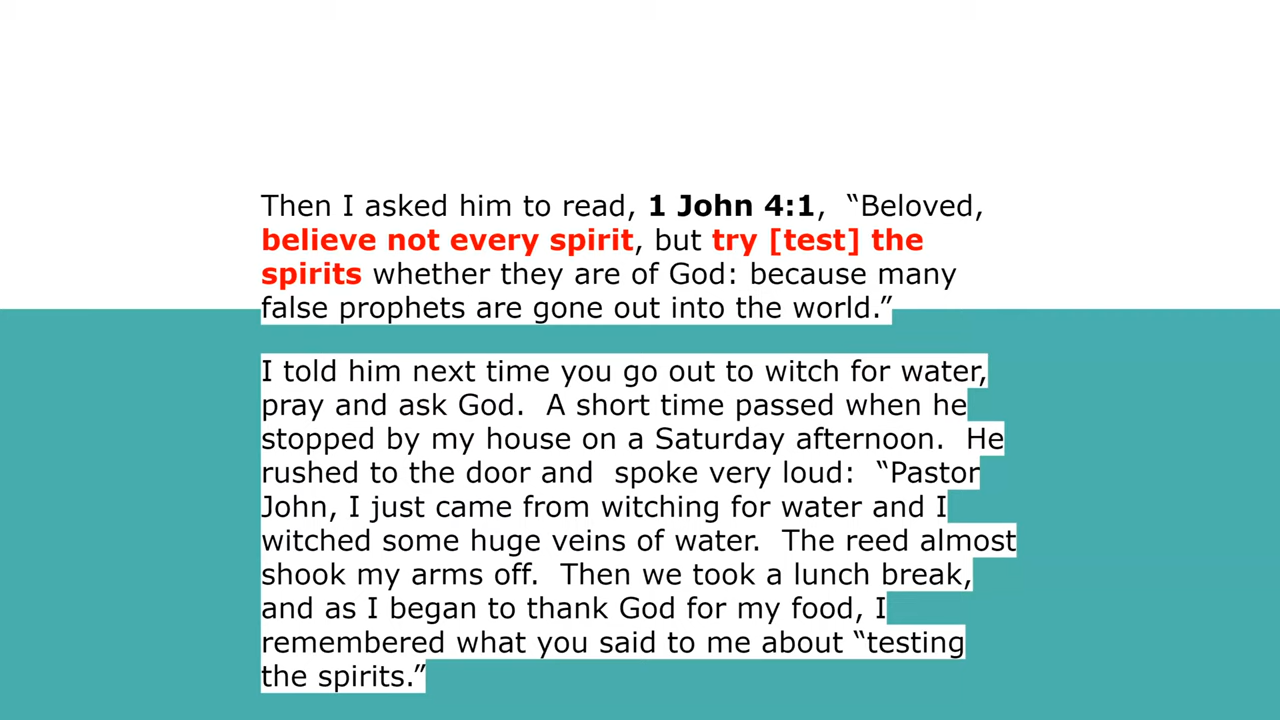 Then I asked him to read, 1 John 4:1,  “Beloved,
believe not every spirit, but try [test] the
spirits whether they are of God: because many
false prophets are gone out into the world.”
I told him next time you go out to witch for water,
pray and ask God.  A short time passed when he
stopped by my house on a Saturday afternoon.  He
rushed to the door and  spoke very loud:  “Pastor
John, I just came from witching for water and I
witched some huge veins of water.  The reed almost
shook my arms off.  Then we took a lunch break,
and as I began to thank God for my food, I
remembered what you said to me about “testing
the spirits.”